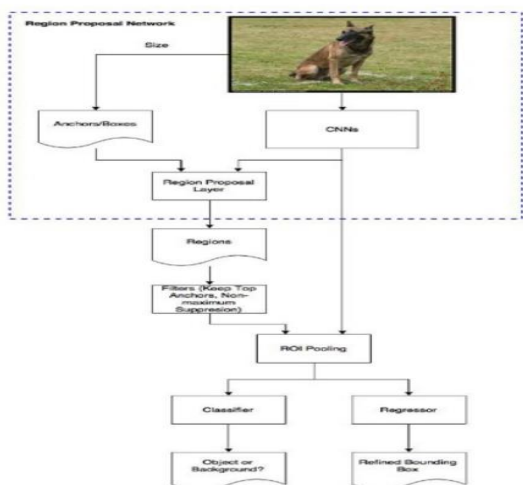 Region Proposal Network
Size
Anchors/Boxes
CNNs
Region Proposal
Layer
Regions
Filters (Keep Top
Anchors, Non-
maximum
Suppresion)
ROI Pooling
Classifier
Regressor
Object or
Background?
Refined Bounding
Box